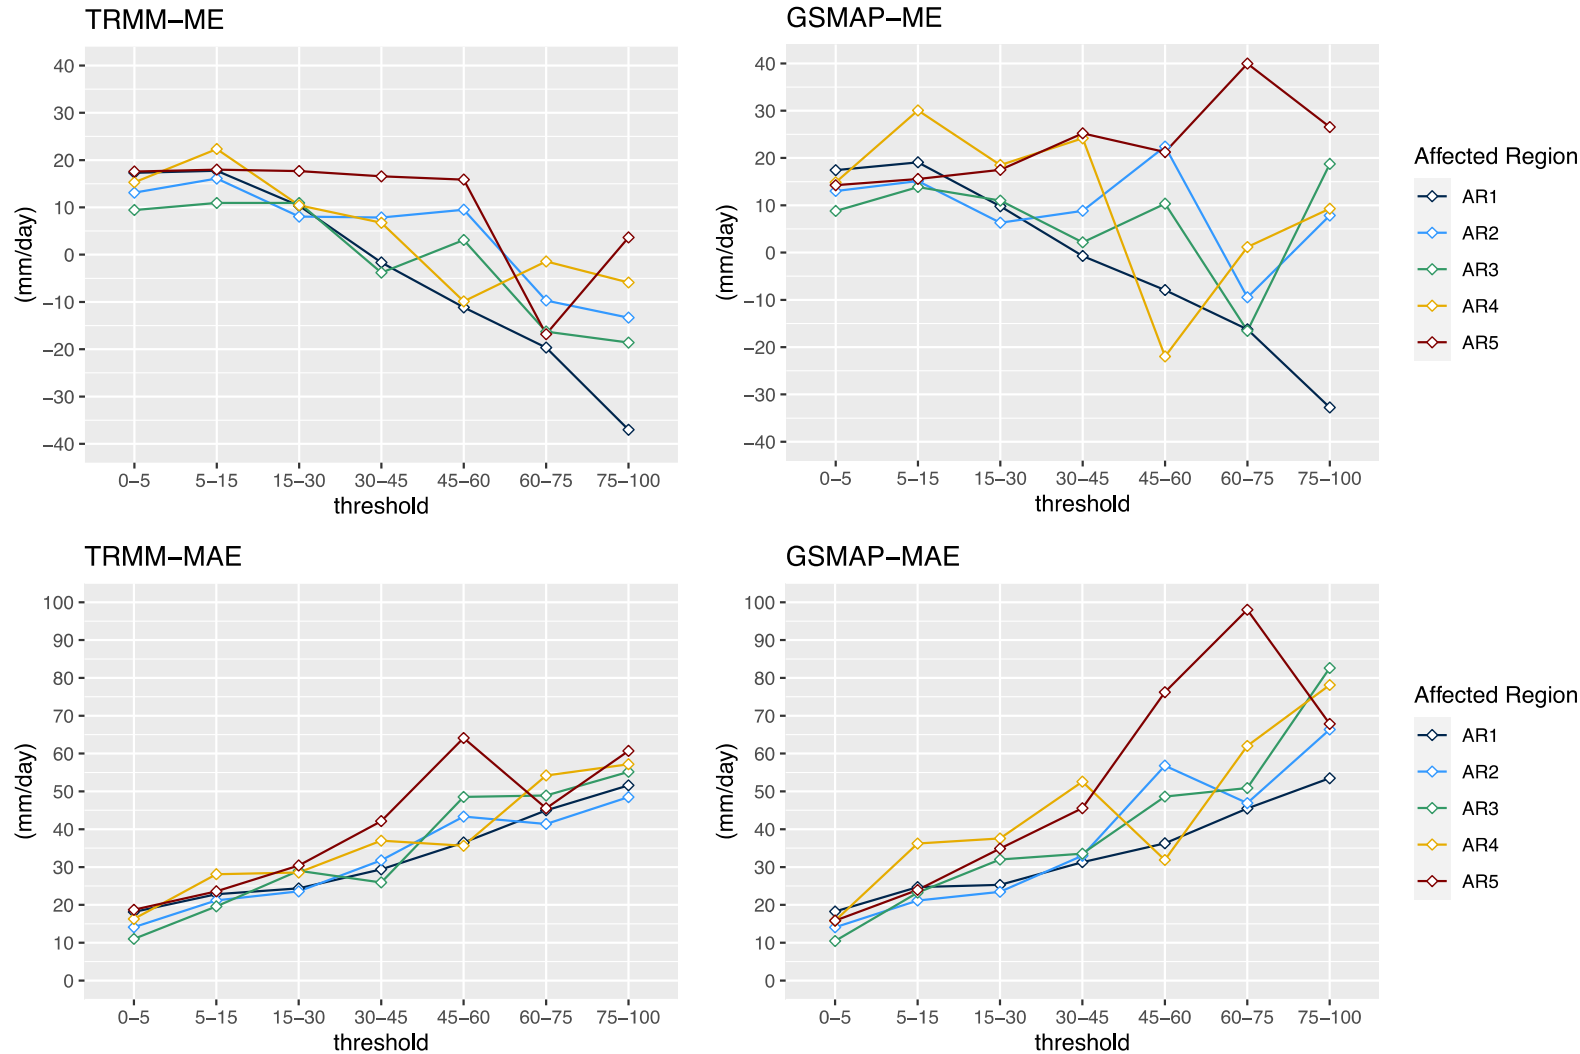 TRMM−ME
(mm/day)
40
30
20
10
0
−10
−20
−30
−40
0−5 5−15 15−30 30−45 45−60 60−75 75−100
threshold
GSMAP−ME
(mm/day)
40
30
20
10
0
−10
−20
−30
−40
0−5 5−15 15−30 30−45 45−60 60−75 75−100
threshold
Affected Region
AR1
AR2
AR3
AR4
AR5
TRMM−MAE
(mm/day)
100
90
80
70
60
50
40
30
20
10
0
0−5 5−15 15−30 30−45 45−60 60−75 75−100
threshold
GSMAP−MAE
(mm/day)
100
90
80
70
60
50
40
30
20
10
0
0−5 5−15 15−30 30−45 45−60 60−75 75−100
threshold
Affected Region
AR1
AR2
AR3
AR4
AR5